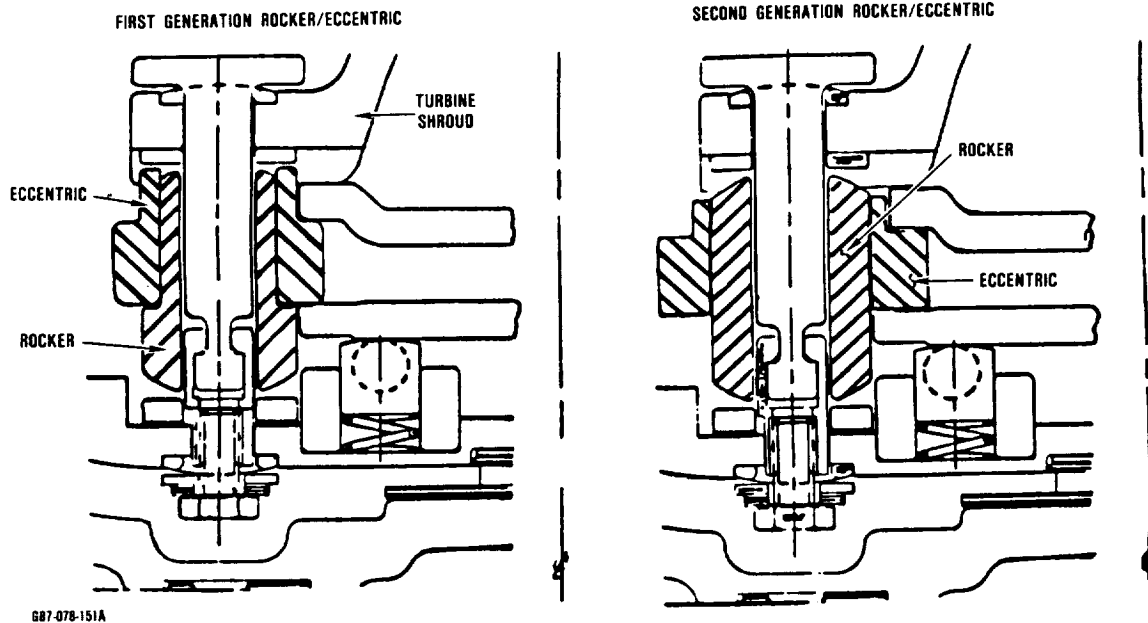 FIRST GENERATION ROCKER/ECCENTRIC
TURBINE
SHROUD
ECCENTRIC
ROCKER
SECOND GENERATION ROCKER/ECCENTRIC
ROCKER
ECCENTRIC
G87-078-151A